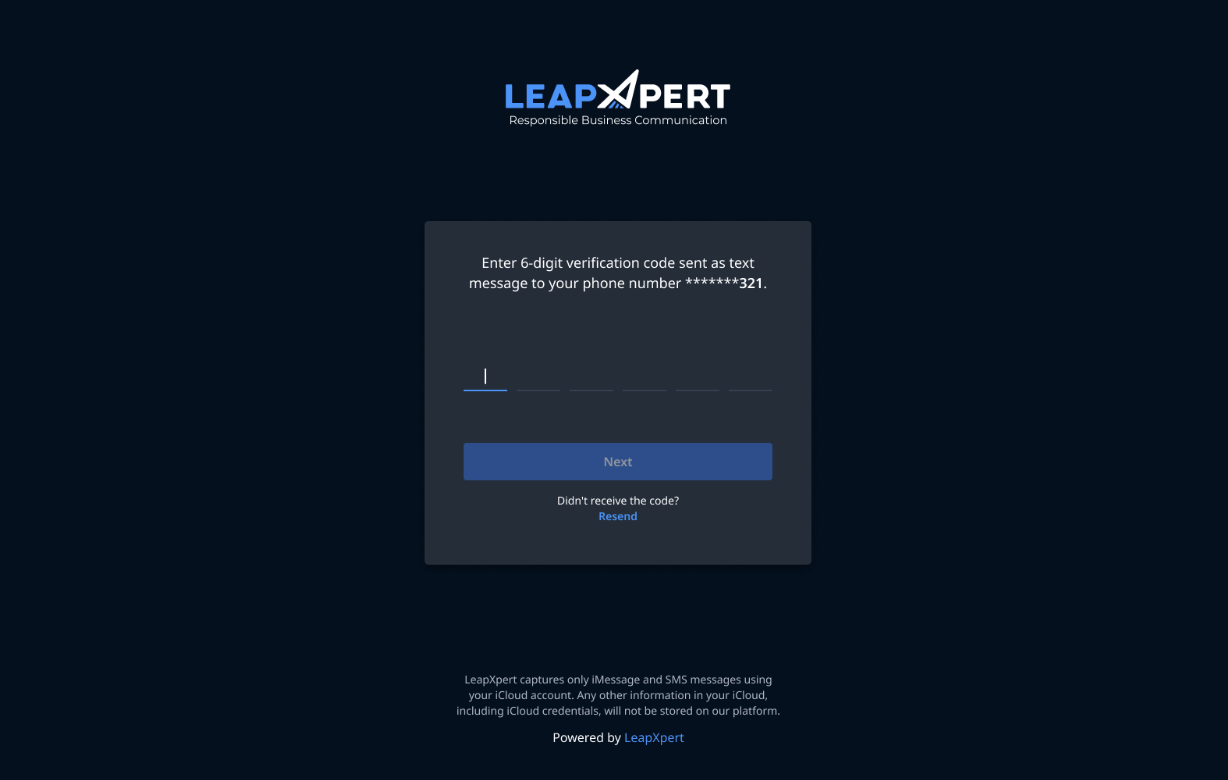 LEAPXPERT
Responsible Business Communication
Enter 6-digit verification code sent as text
message to your phone number *******321.
Next
Didn't receive the code?
Resend
LeapXpert captures only iMessage and SMS messages using
your iCloud account. Any other information in your iCloud,
including iCloud credentials, will not be stored on our platform.
Powered by LeapXpert